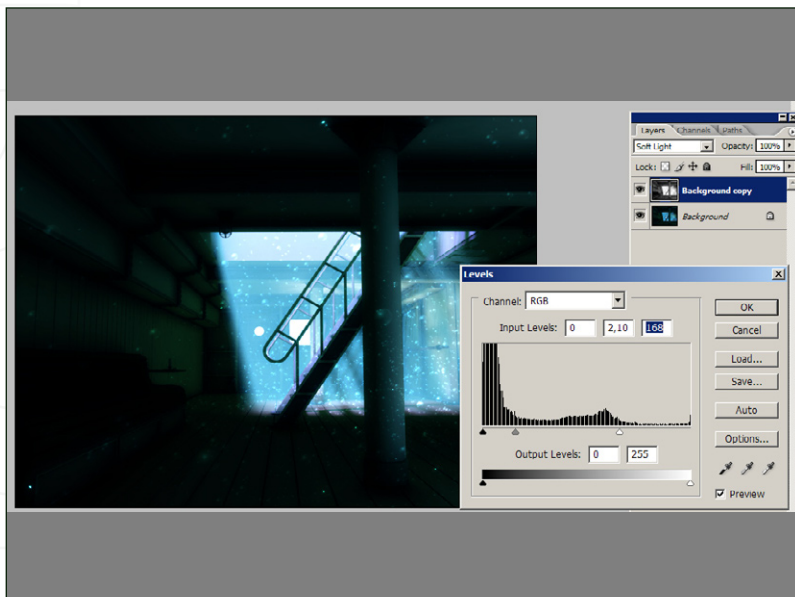 Layers Channels Paths
Soft Light Opacity: 100%
Lock: Fill: 100%
Background copy
Background
Levels
Channel: RGB
OK
Input Levels: 0 2,10 168
Cancel
Load...
Save...
Auto
Options...
Output Levels: 0 255
Preview